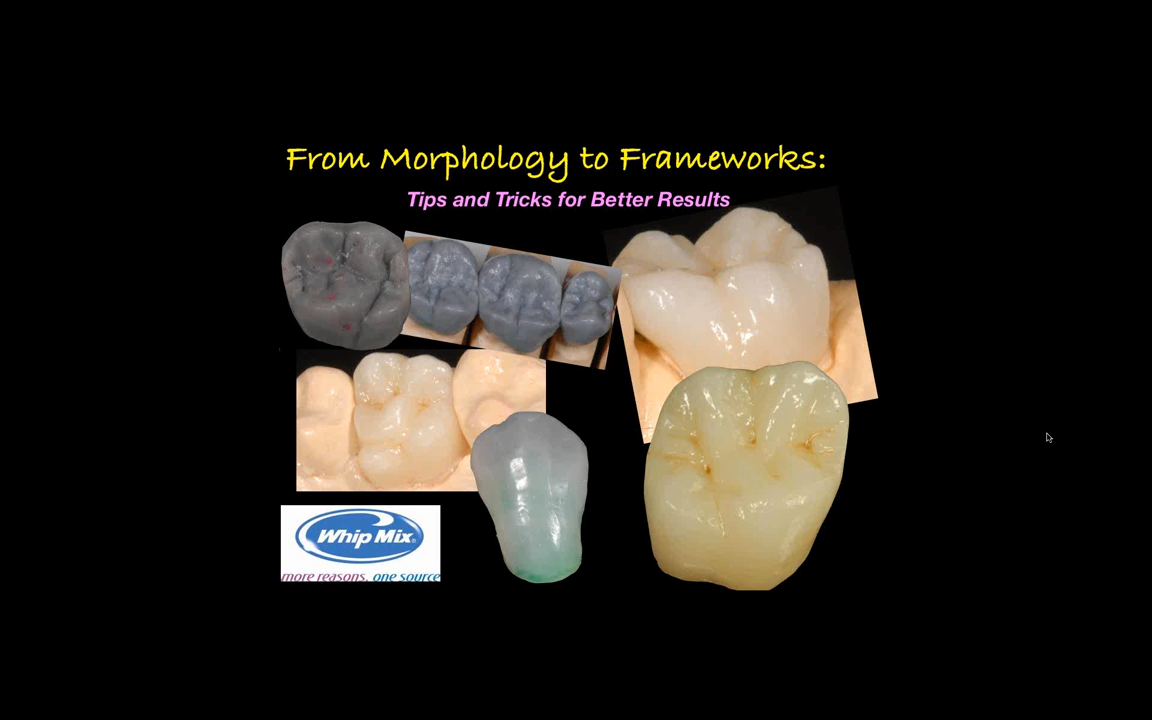 From Morphology to Frameworks:
Tips and Tricks for Better Results
Whip Mix®
more reasons. one source